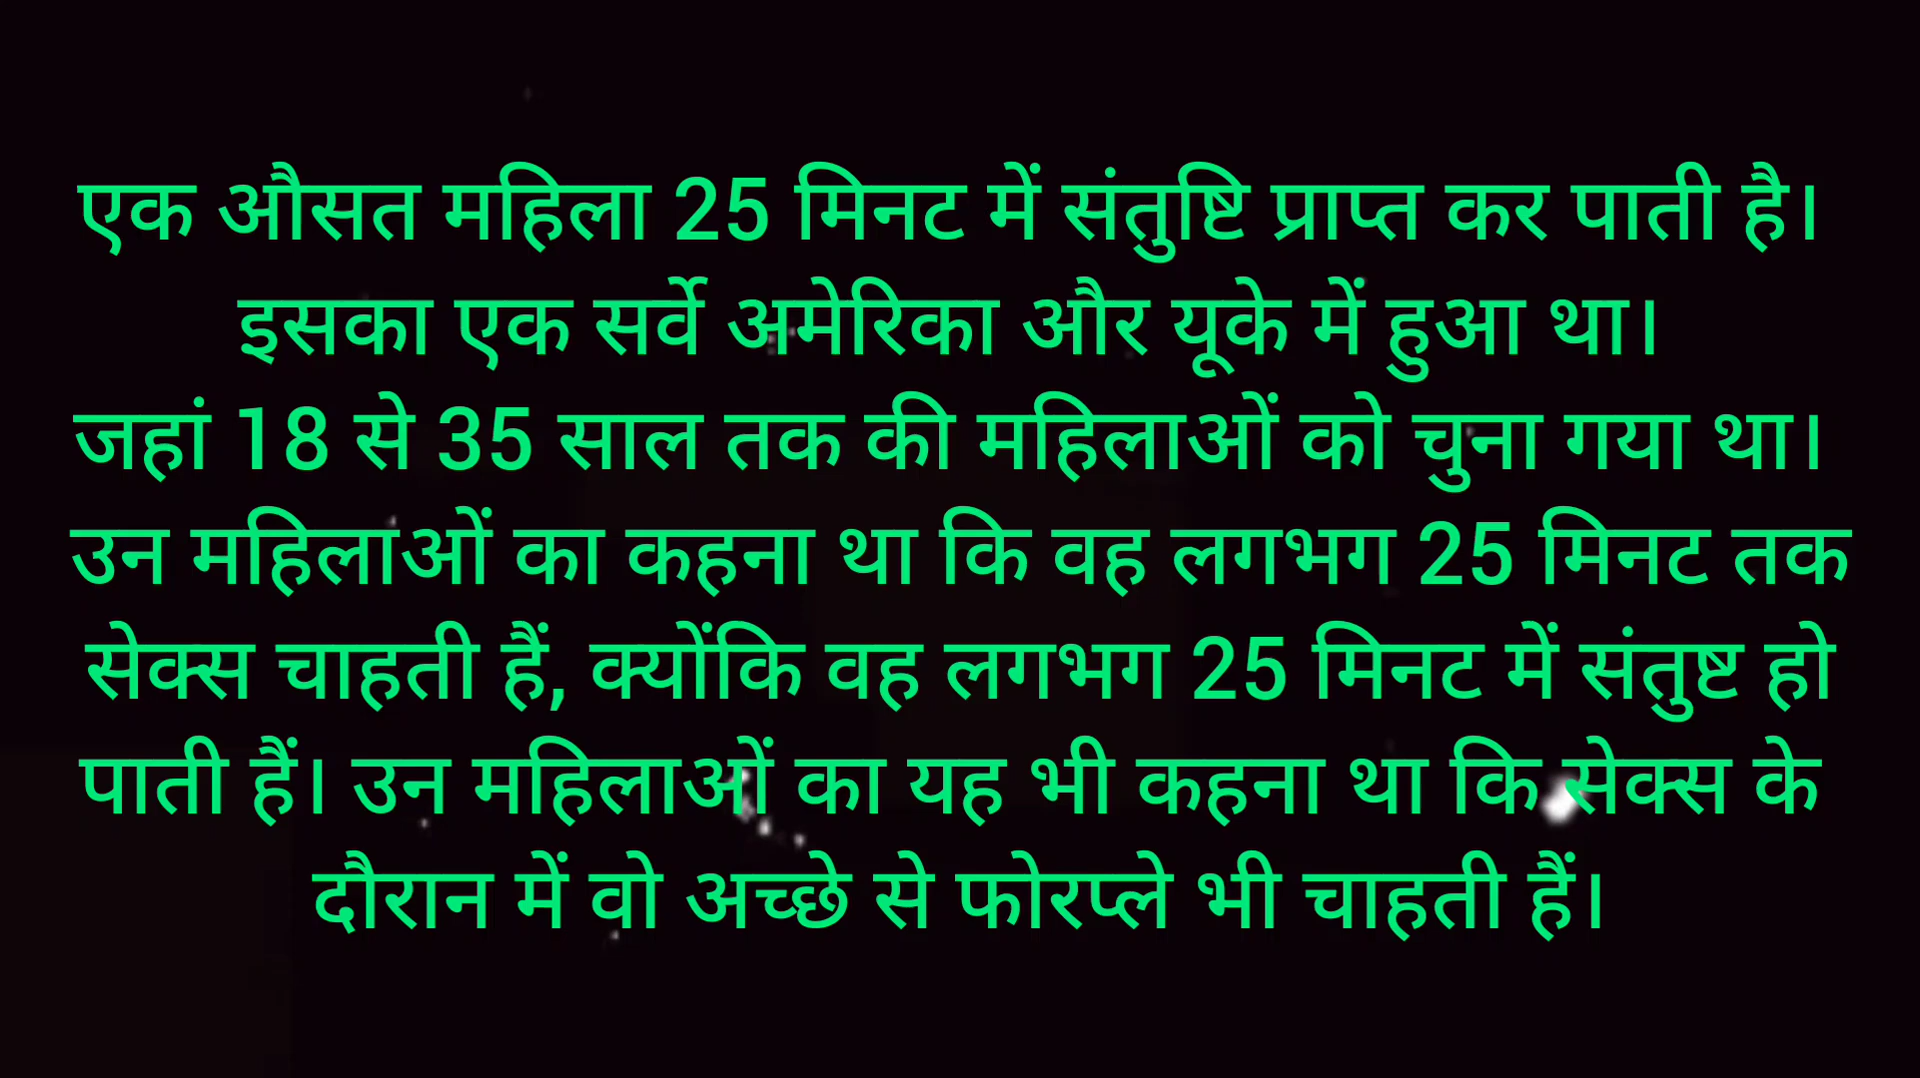 एक औसत महिला 25 मिनट में संतुष्टि प्राप्त कर पाती है।
इसका एक सर्वे अमेरिका और यूके में हुआ था।
जहां 18 से 35 साल तक की महिलाओं को चुना गया था।
उन महिलाओं का कहना था कि वह लगभग 25 मिनट तक
सेक्स चाहती हैं, क्योंकि वह लगभग 25 मिनट में संतुष्ट हो
पाती हैं। उन महिलाओं का यह भी कहना था कि सेक्स के
दौरान में वो अच्छे से फोरप्ले भी चाहती हैं।